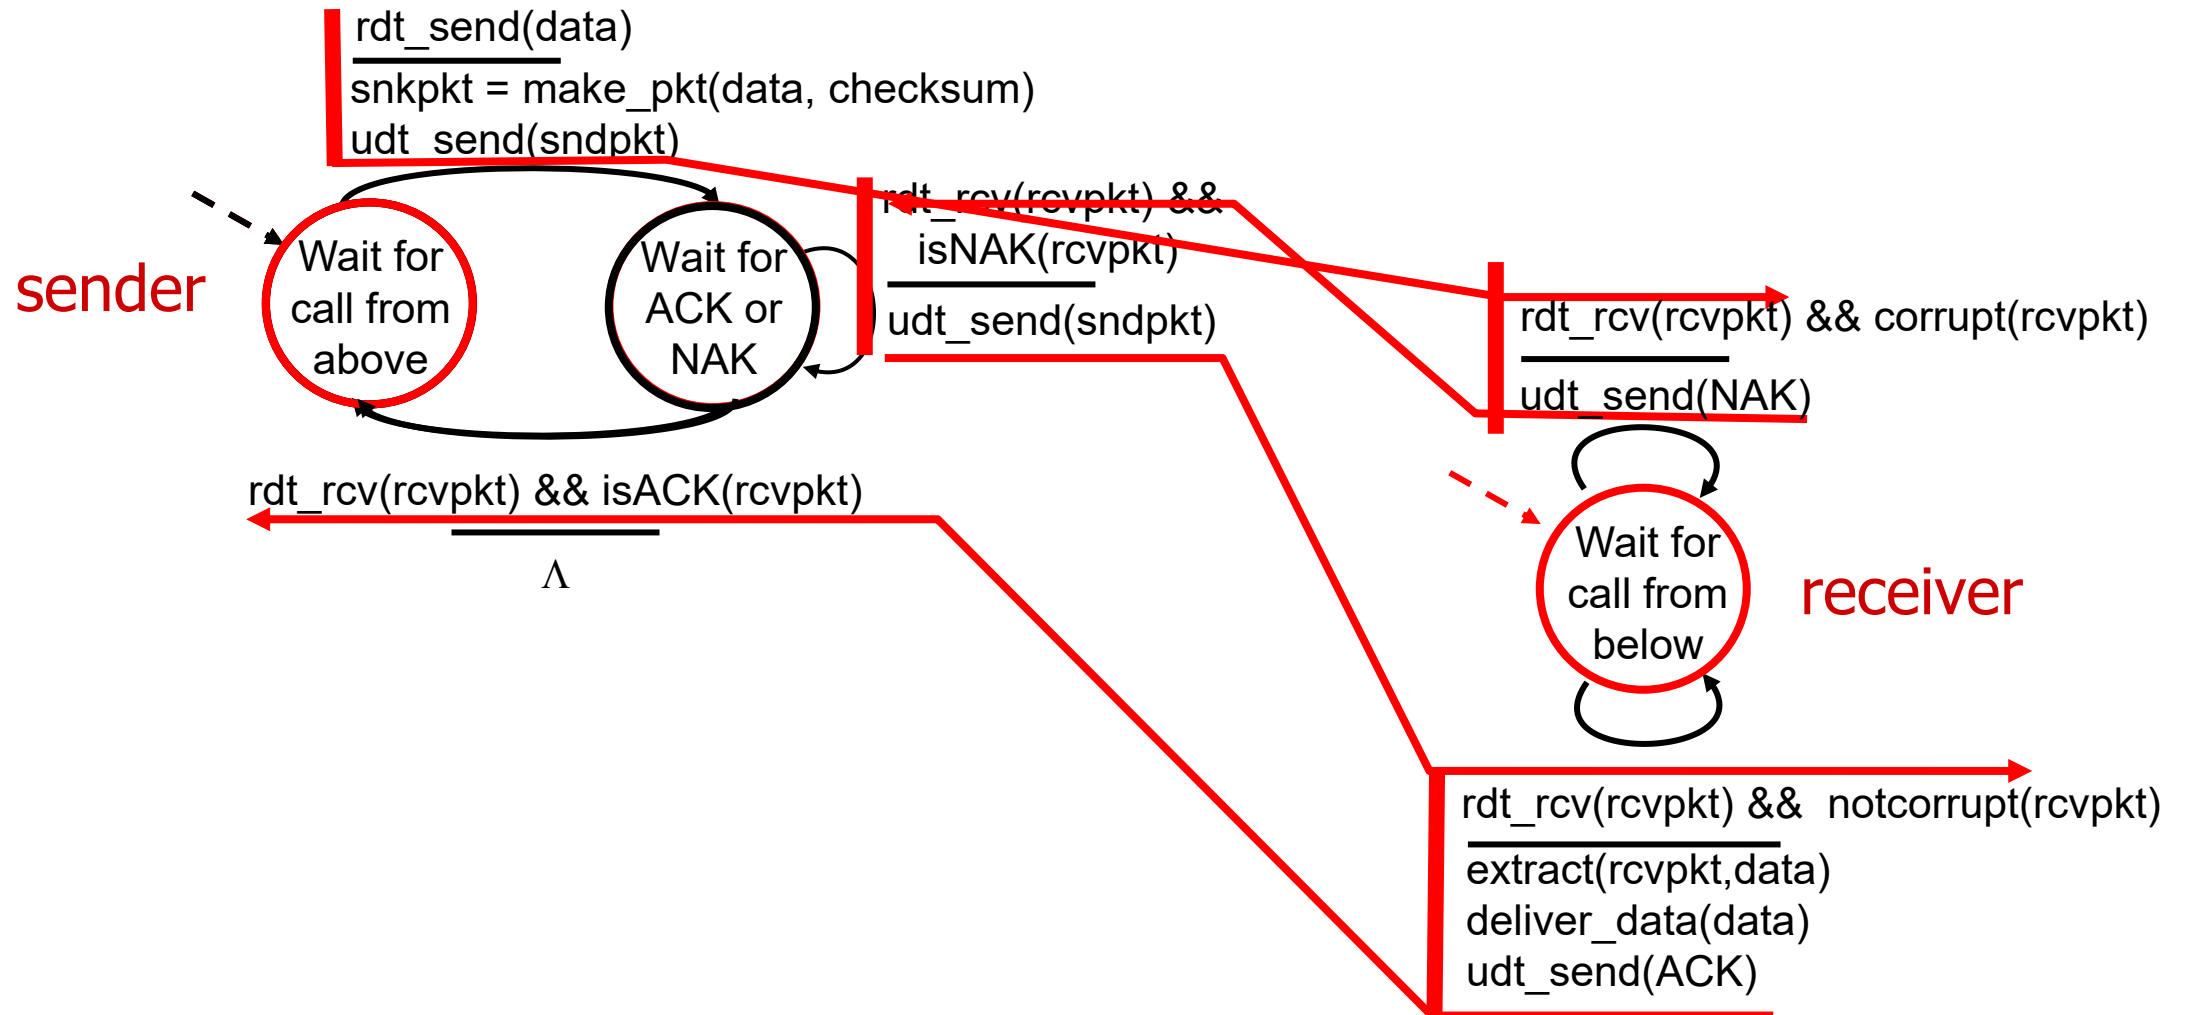 rdt_send(data)
snkpkt = make_pkt(data, checksum)
udt_send(sndpkt)
sender
Wait for
call from
above
Wait for
ACK or
NAK
rdt_rcv(rcvpkt) &&
isNAK(rcvpkt)
udt_send(sndpkt)
rdt_rcv(rcvpkt) && isACK(rcvpkt)
Λ
rdt_rcv(rcvpkt) && corrupt(rcvpkt)
udt_send(NAK)
Wait for
call from
below
receiver
rdt_rcv(rcvpkt) && notcorrupt(rcvpkt)
extract(rcvpkt,data)
deliver_data(data)
udt_send(ACK)